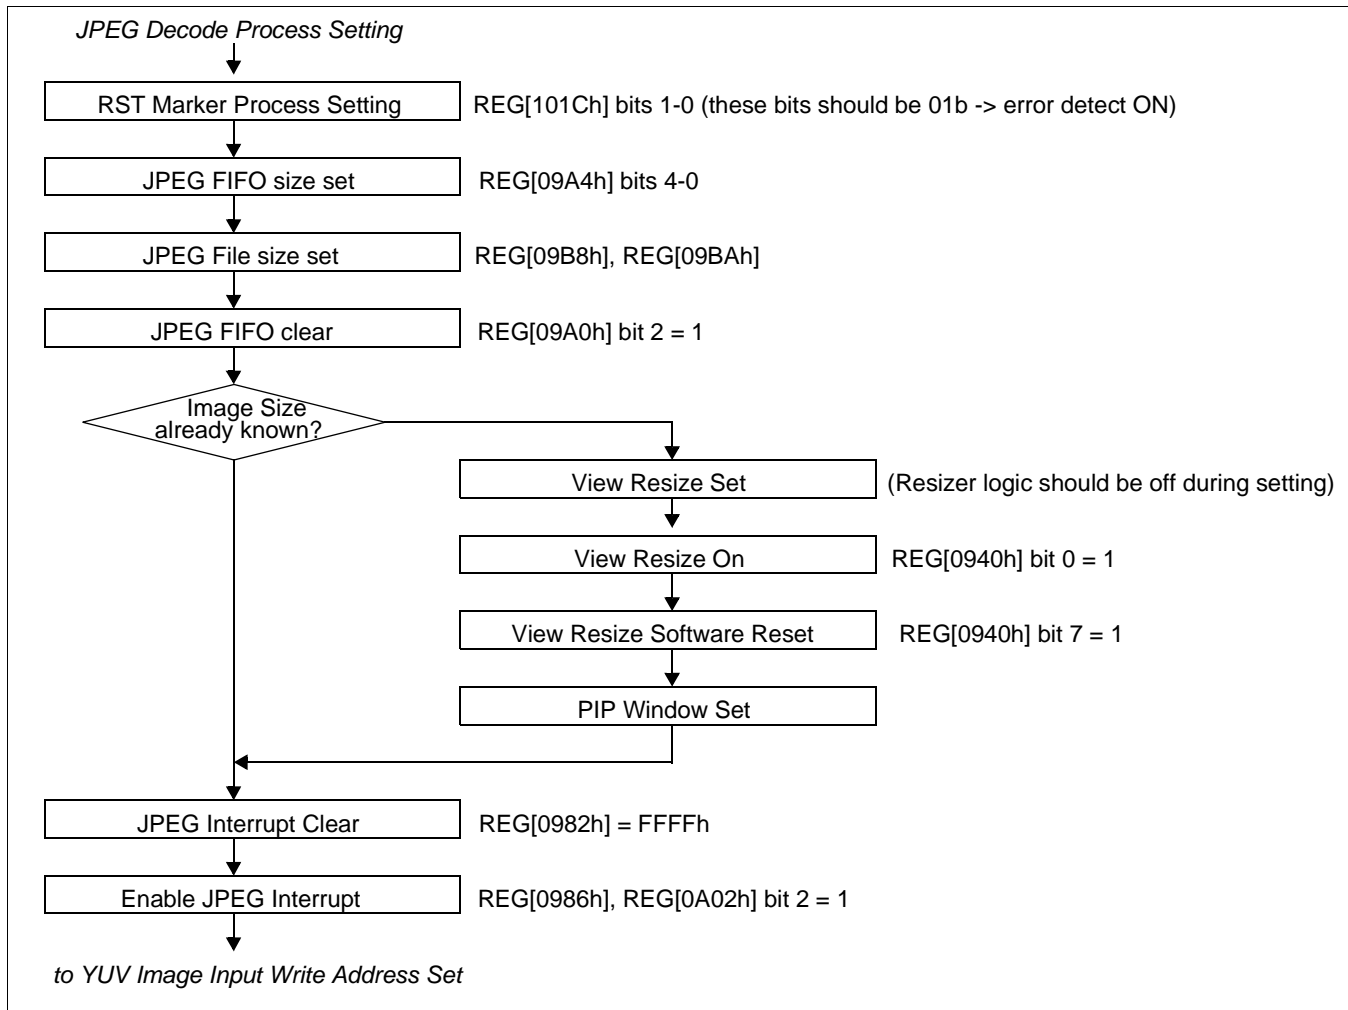 JPEG Decode Process Setting
RST Marker Process Setting
REG[101Ch] bits 1-0 (these bits should be 01b -> error detect ON)
JPEG FIFO size set
REG[09A4h] bits 4-0
JPEG File size set
REG[09B8h], REG[09BAh]
JPEG FIFO clear
REG[09A0h] bit 2 = 1
Image Size
already known?
View Resize Set
(Resizer logic should be off during setting)
View Resize On
REG[0940h] bit 0 = 1
View Resize Software Reset
REG[0940h] bit 7 = 1
PIP Window Set
JPEG Interrupt Clear
REG[0982h] = FFFFh
Enable JPEG Interrupt
REG[0986h], REG[0A02h] bit 2 = 1
to YUV Image Input Write Address Set